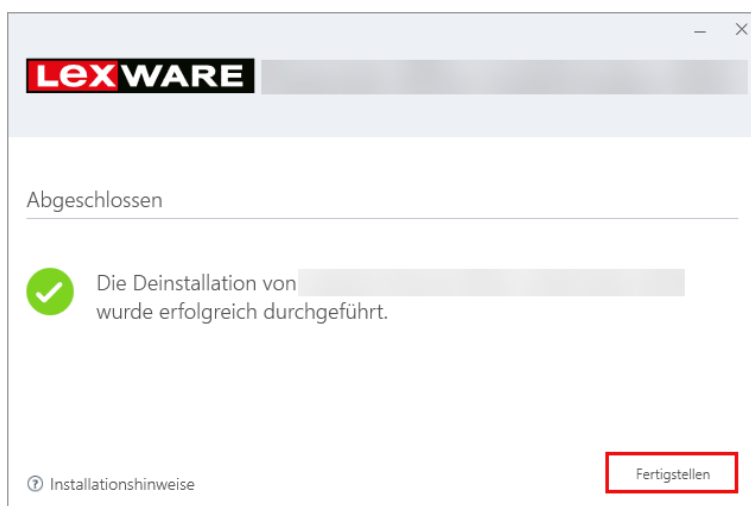 Lexware
Abgeschlossen
Die Deinstallation von
wurde erfolgreich durchgeführt.
Installationshinweise
Fertigstellen